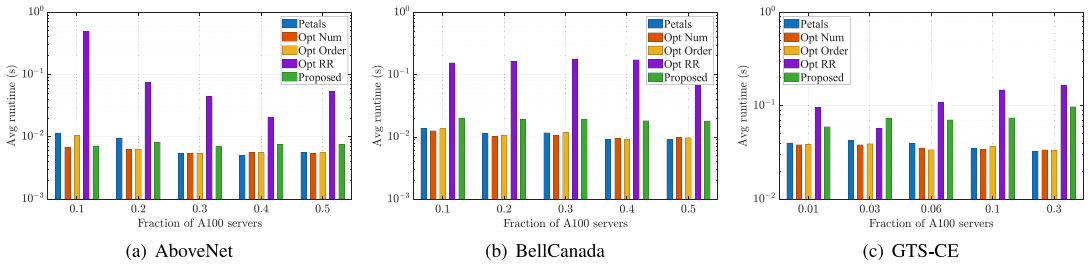 10^0
10^-1
10^-2
10^-3
Avg runtime (s)
Petals
Opt Num
Opt Order
Opt RR
Proposed
0.1 0.2 0.3 0.4 0.5
Fraction of A100 servers
(a) AboveNet
10^0
10^-1
10^-2
10^-3
Avg runtime (s)
Petals
Opt Num
Opt Order
Opt RR
Proposed
0.1 0.2 0.3 0.4 0.5
Fraction of A100 servers
(b) BellCanada
10^0
10^-1
10^-2
Avg runtime (s)
Petals
Opt Num
Opt Order
Opt RR
Proposed
0.01 0.03 0.06 0.1 0.3
Fraction of A100 servers
(c) GTS-CE